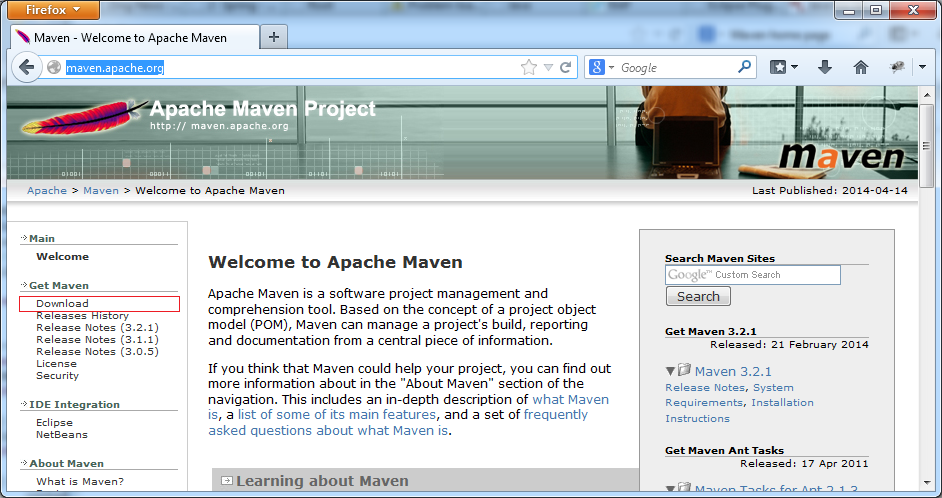 Firefox
Maven - Welcome to Apache Maven
maven.apache.org
Google
Apache Maven Project
http:// maven.apache.org
maven
Apache > Maven > Welcome to Apache Maven
Last Published: 2014-04-14
Main
Welcome
Get Maven
Download
Releases History
Release Notes (3.2.1)
Release Notes (3.1.1)
Release Notes (3.0.5)
License
Security
IDE Integration
Eclipse
NetBeans
About Maven
What is Maven?
Welcome to Apache Maven
Apache Maven is a software project management and
comprehension tool. Based on the concept of a project object
model (POM), Maven can manage a project's build, reporting
and documentation from a central piece of information.
If you think that Maven could help your project, you can find out
more information about in the "About Maven" section of the
navigation. This includes an in-depth description of what Maven
is, a list of some of its main features, and a set of frequently
asked questions about what Maven is.
Learning about Maven
Search Maven Sites
Google™ Custom Search
Search
Get Maven 3.2.1
Released: 21 February 2014
Maven 3.2.1
Release Notes, System
Requirements, Installation
Instructions
Get Maven Ant Tasks
Released: 17 Apr 2011
Maven Tasks for Ant 2.1.3